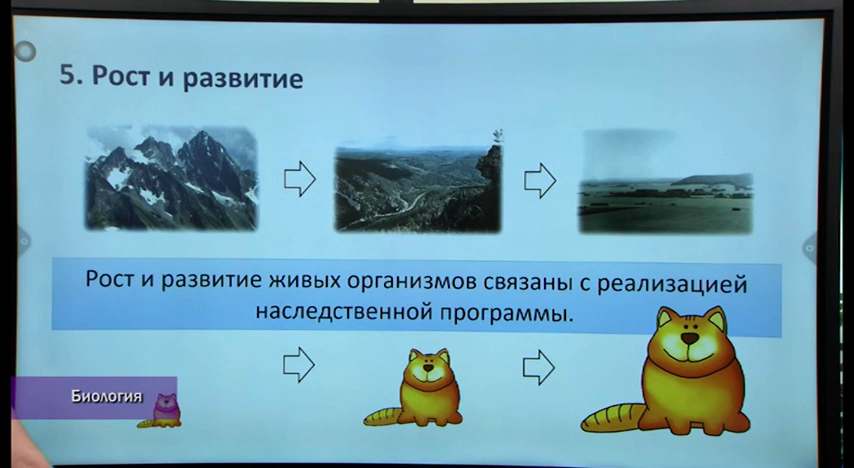 5. Рост и развитие
Рост и развитие живых организмов связаны с реализацией
наследственной программы.
Биология